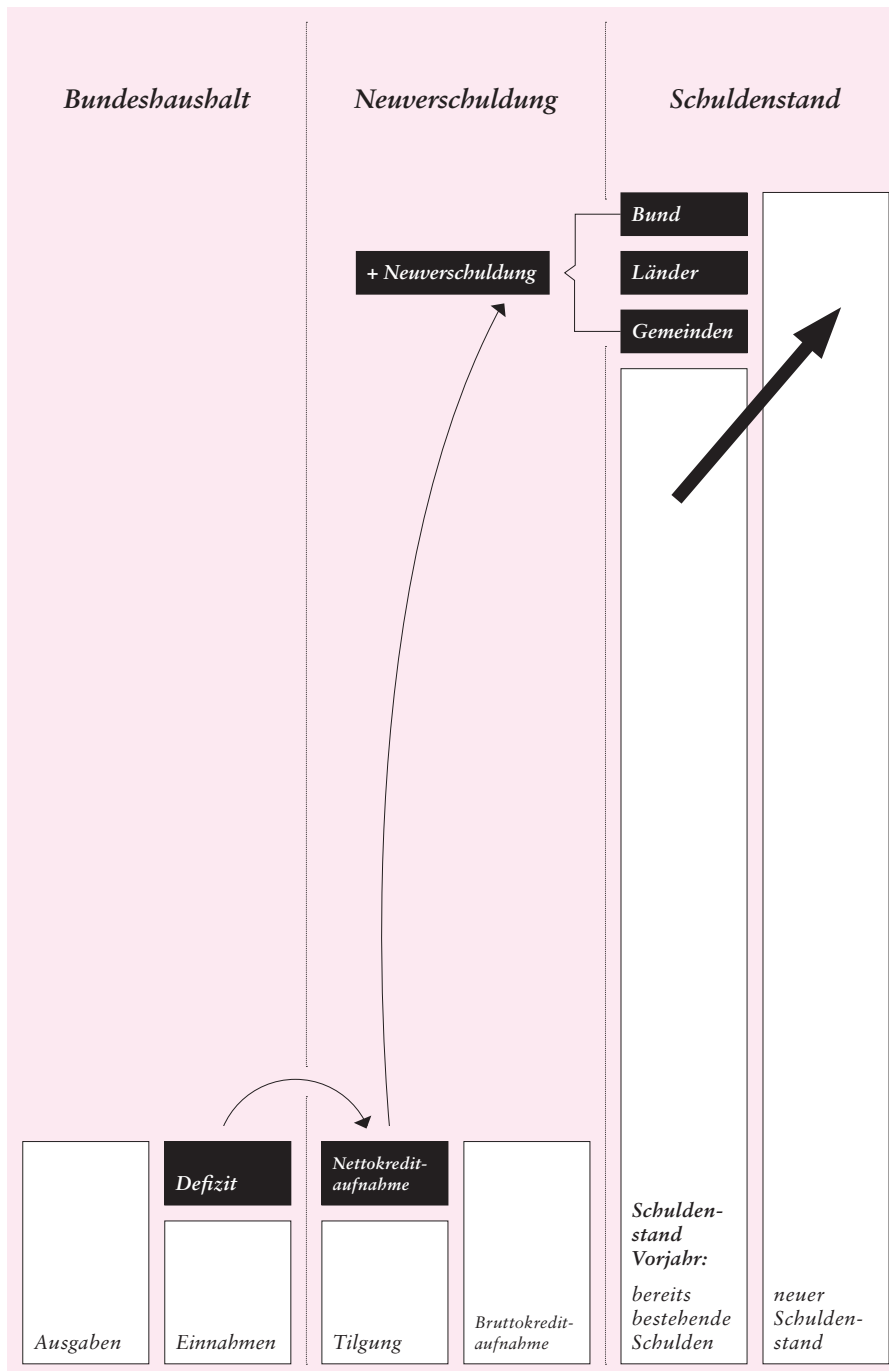 Bundeshaushalt
Neuverschuldung
Schuldenstand
Bund
+ Neuverschuldung
Länder
Gemeinden
Defizit
Nettokredit-
aufnahme
Ausgaben
Einnahmen
Tilgung
Bruttokredit-
aufnahme
Schulden-
stand
Vorjahr:
bereits
bestehende
Schulden
neuer
Schulden-
stand